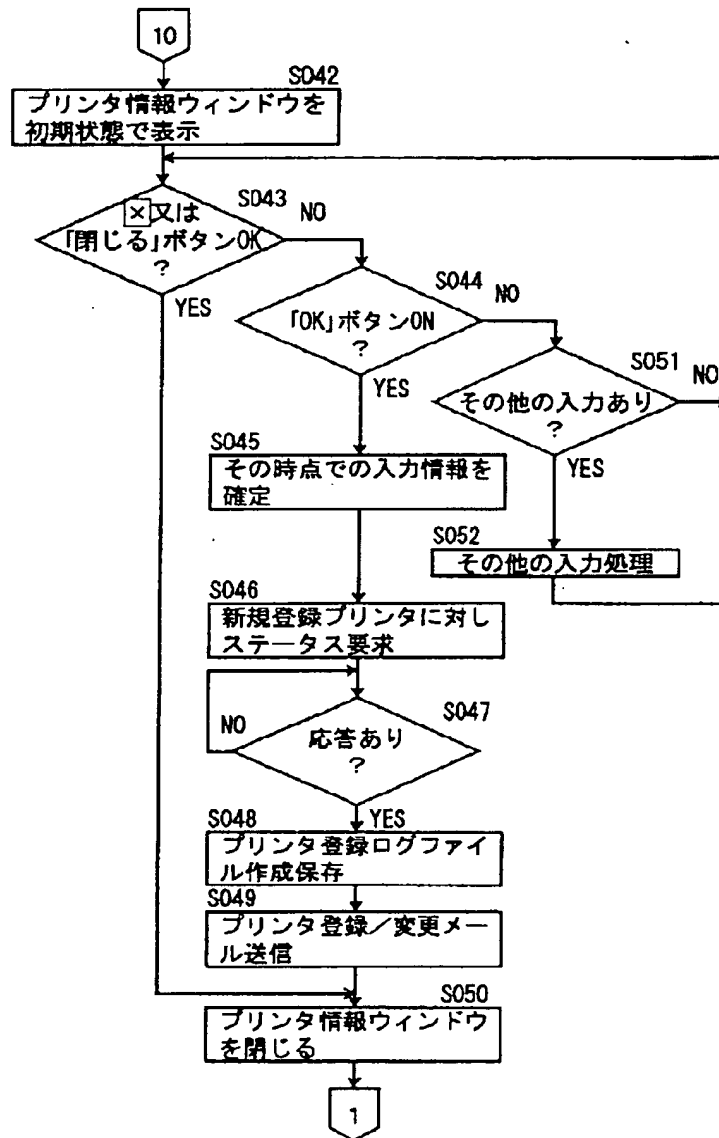 10
S042
プリンタ情報ウィンドウを
初期状態で表示
S043
NO
×又は
「閉じる」ボタンOK
?
YES
S044
NO
「OK」ボタンON
?
YES
S051
NO
その他の入力あり
?
YES
S045
その時点での入力情報を
確定
S052
その他の入力処理
S046
新規登録プリンタに対し
ステータス要求
S047
NO
応答あり
?
YES
S048
プリンタ登録ログファイ
ル作成保存
S049
プリンタ登録/変更メー
ル送信
S050
プリンタ情報ウィンドウ
を閉じる
1